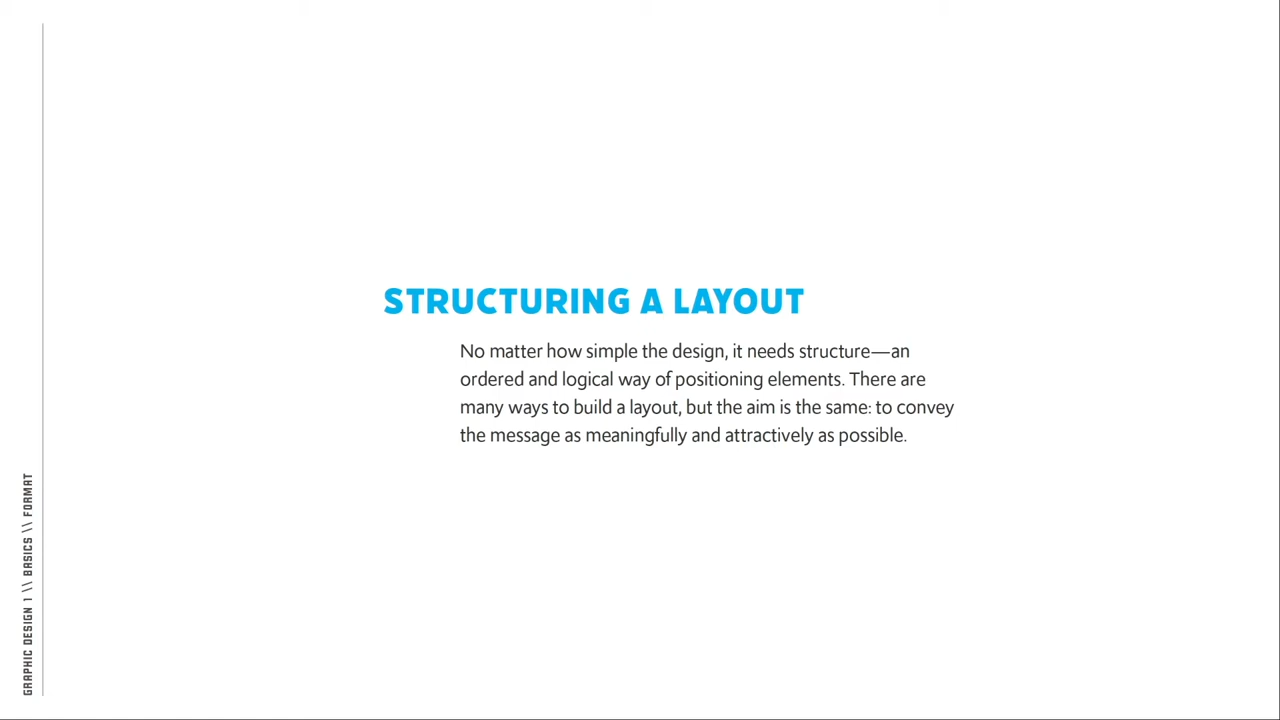 STRUCTURING A LAYOUT
No matter how simple the design, it needs structure—an
ordered and logical way of positioning elements. There are
many ways to build a layout, but the aim is the same: to convey
the message as meaningfully and attractively as possible.
GRAPHIC DESIGN 1 \\ BASICS \\ FORMAT